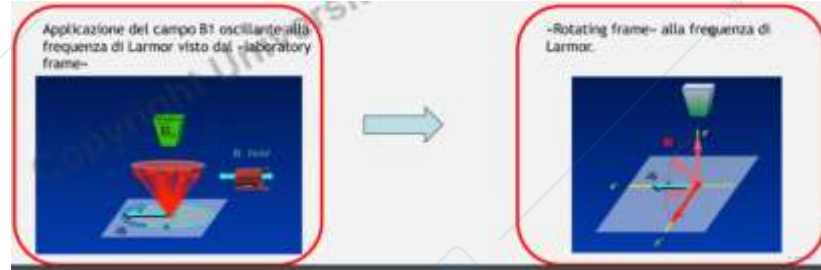 Applicazione del campo B1 oscillante alla
frequenza di Larmor visto dal «laboratory
frame»
«Rotating frame» alla frequenza di
Larmor.
Copyright